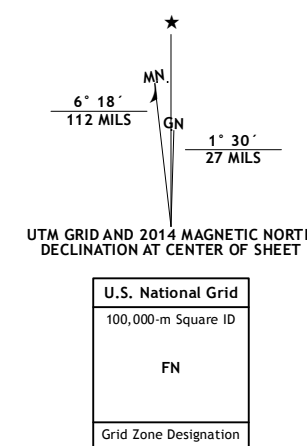 MN.
6° 18´
112 MILS
GN
1° 30´
27 MILS
UTM GRID AND 2014 MAGNETIC NORTH
DECLINATION AT CENTER OF SHEET
U.S. National Grid
100,000-m Square ID
FN
Grid Zone Designation